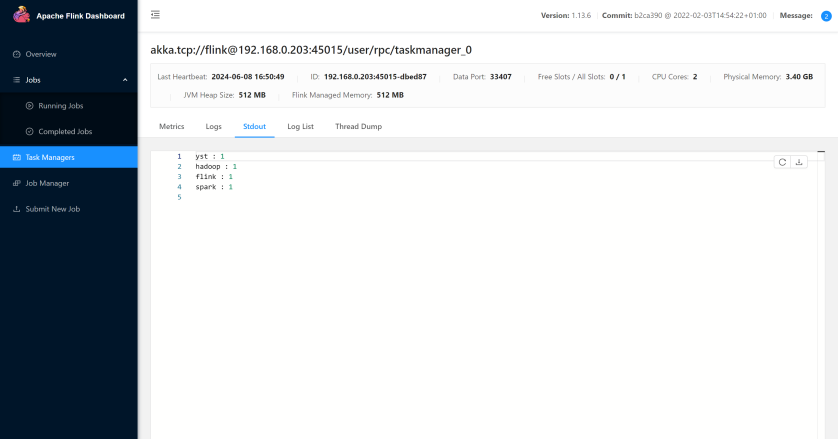 Apache Flink Dashboard
Version: 1.13.6 Commit: b2ca390 @ 2022-02-03T14:54:22+01:00 Message: 2
Overview
Jobs
Running Jobs
Completed Jobs
Task Managers
Job Manager
Submit New Job
akka.tcp://flink@192.168.0.203:45015/user/rpc/taskmanager_0
Last Heartbeat: 2024-06-08 16:50:49 ID: 192.168.0.203:45015-dbed87 Data Port: 33407 Free Slots / All Slots: 0 / 1 CPU Cores: 2 Physical Memory: 3.40 GB
JVM Heap Size: 512 MB Flink Managed Memory: 512 MB
Metrics Logs Stdout Log List Thread Dump
1 yst : 1
2 hadoop : 1
3 flink : 1
4 spark : 1
5